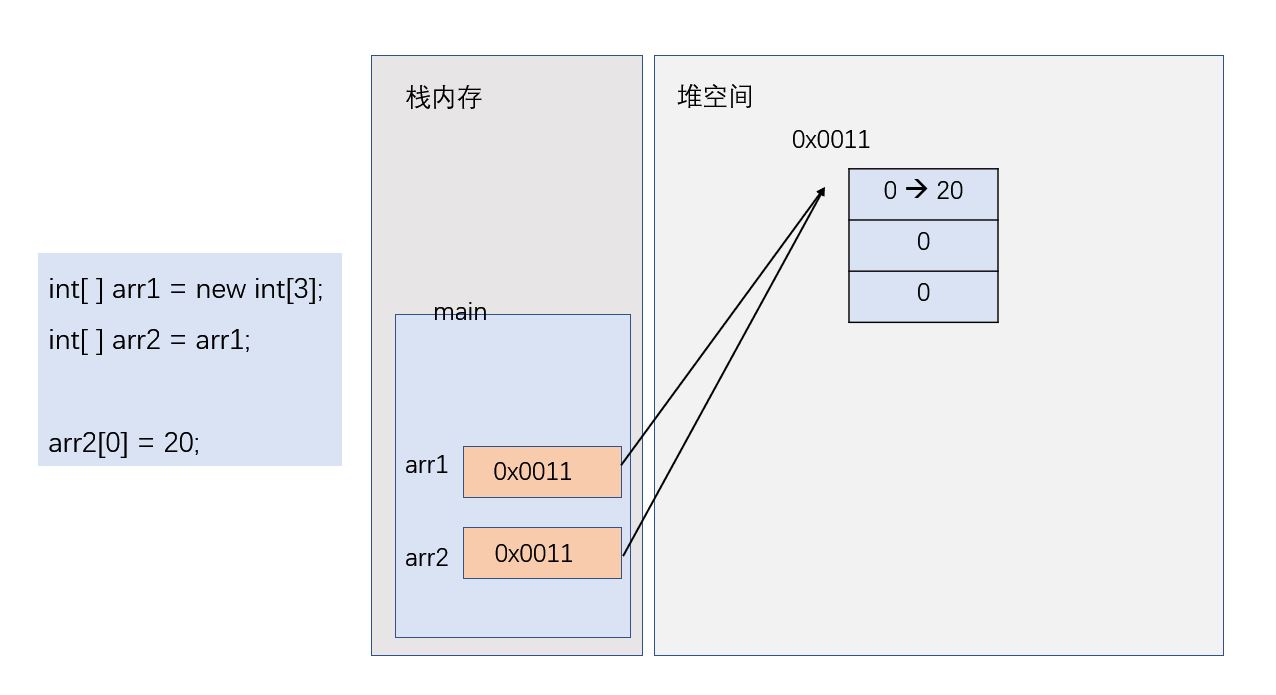 int[ ] arr1 = new int[3];
int[ ] arr2 = arr1;
arr2[0] = 20;
栈内存
main
arr1
0x0011
arr2
0x0011
堆空间
0x0011
0 → 20
0
0